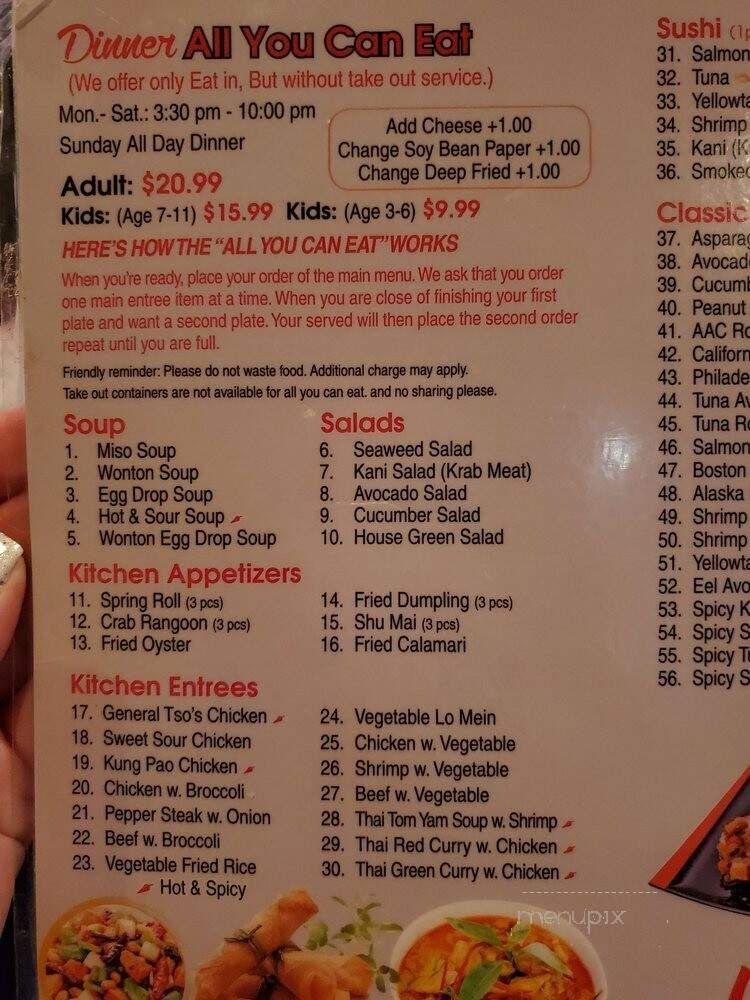 Dinner All You Can Eat
(We offer only Eat in, But without take out service.)
Mon.- Sat.: 3:30 pm - 10:00 pm
Sunday All Day Dinner
Add Cheese +1.00
Change Soy Bean Paper +1.00
Change Deep Fried +1.00
Adult: $20.99
Kids: (Age 7-11) $15.99 Kids: (Age 3-6) $9.99
HERE'S HOW THE "ALL YOU CAN EAT" WORKS
When you're ready, place your order of the main menu. We ask that you order
one main entree item at a time. When you are close of finishing your first
plate and want a second plate. Your served will then place the second order
repeat until you are full.
Friendly reminder: Please do not waste food. Additional charge may apply.
Take out containers are not available for all you can eat. and no sharing please.
Soup
1. Miso Soup
2. Wonton Soup
3. Egg Drop Soup
4. Hot & Sour Soup
5. Wonton Egg Drop Soup
Salads
6. Seaweed Salad
7. Kani Salad (Krab Meat)
8. Avocado Salad
9. Cucumber Salad
10. House Green Salad
Kitchen Appetizers
11. Spring Roll (3 pcs)
12. Crab Rangoon (3 pcs)
13. Fried Oyster
14. Fried Dumpling (3 pcs)
15. Shu Mai (3 pcs)
16. Fried Calamari
Kitchen Entrees
17. General Tso's Chicken
18. Sweet Sour Chicken
19. Kung Pao Chicken
20. Chicken w. Broccoli
21. Pepper Steak w. Onion
22. Beef w. Broccoli
23. Vegetable Fried Rice
Hot & Spicy
24. Vegetable Lo Mein
25. Chicken w. Vegetable
26. Shrimp w. Vegetable
27. Beef w. Vegetable
28. Thai Tom Yam Soup w. Shrimp
29. Thai Red Curry w. Chicken
30. Thai Green Curry w. Chicken
Sushi (1p
31. Salmon
32. Tuna
33. Yellowta
34. Shrimp
35. Kani (K
36. Smoked
Classic
37. Asparag
38. Avocad
39. Cucumb
40. Peanut
41. AAC Ro
42. Californ
43. Philade
44. Tuna Av
45. Tuna Ro
46. Salmon
47. Boston
48. Alaska
49. Shrimp
50. Shrimp
51. Yellowta
52. Eel Avo
53. Spicy K
54. Spicy S
55. Spicy Tu
56. Spicy S
menupix